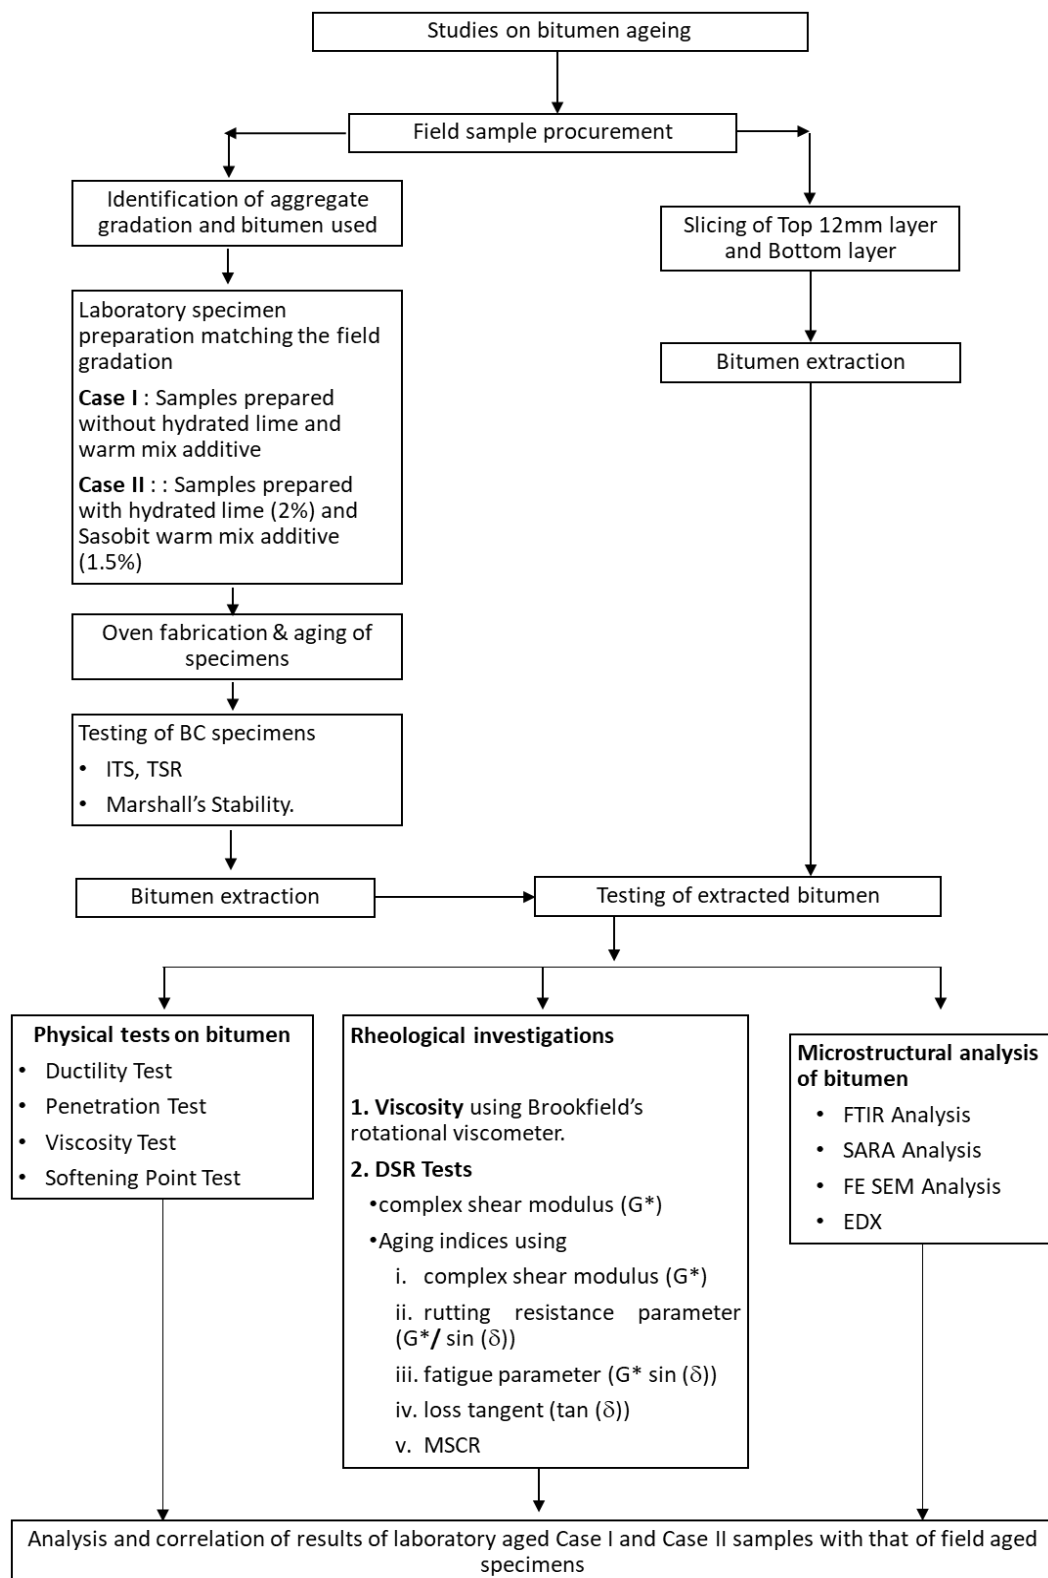 Studies on bitumen ageing
Field sample procurement
Identification of aggregate
gradation and bitumen used
Slicing of Top 12mm layer
and Bottom layer
Laboratory specimen
preparation matching the field
gradation
Case I : Samples prepared
without hydrated lime and
warm mix additive
Case II : : Samples prepared
with hydrated lime (2%) and
Sasobit warm mix additive
(1.5%)
Bitumen extraction
Oven fabrication & aging of
specimens
Testing of BC specimens
• ITS, TSR
• Marshall’s Stability.
Bitumen extraction
Testing of extracted bitumen
Physical tests on bitumen
• Ductility Test
• Penetration Test
• Viscosity Test
• Softening Point Test
Rheological investigations
1. Viscosity using Brookfield’s
rotational viscometer.
2. DSR Tests
•complex shear modulus (G*)
•Aging indices using
i. complex shear modulus (G*)
ii. rutting resistance parameter
(G*/ sin (δ))
iii. fatigue parameter (G* sin (δ))
iv. loss tangent (tan (δ))
v. MSCR
Microstructural analysis
of bitumen
• FTIR Analysis
• SARA Analysis
• FE SEM Analysis
• EDX
Analysis and correlation of results of laboratory aged Case I and Case II samples with that of field aged
specimens